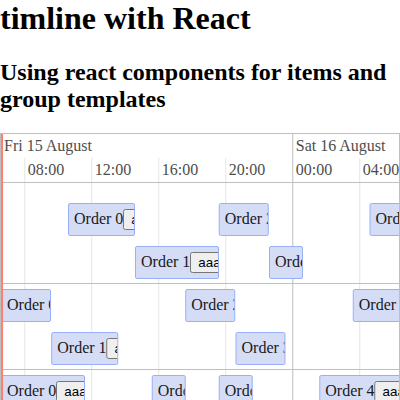 timline with React
Using react components for items and
group templates
Fri 15 August
Sat 16 August
08:00 12:00 16:00 20:00 00:00 04:00
Order 0 Order Ord
Order 1 aaa Ord
Order Order Order
Order 1 Order
Order 0 aaa Ord Ord Order 4 aaa